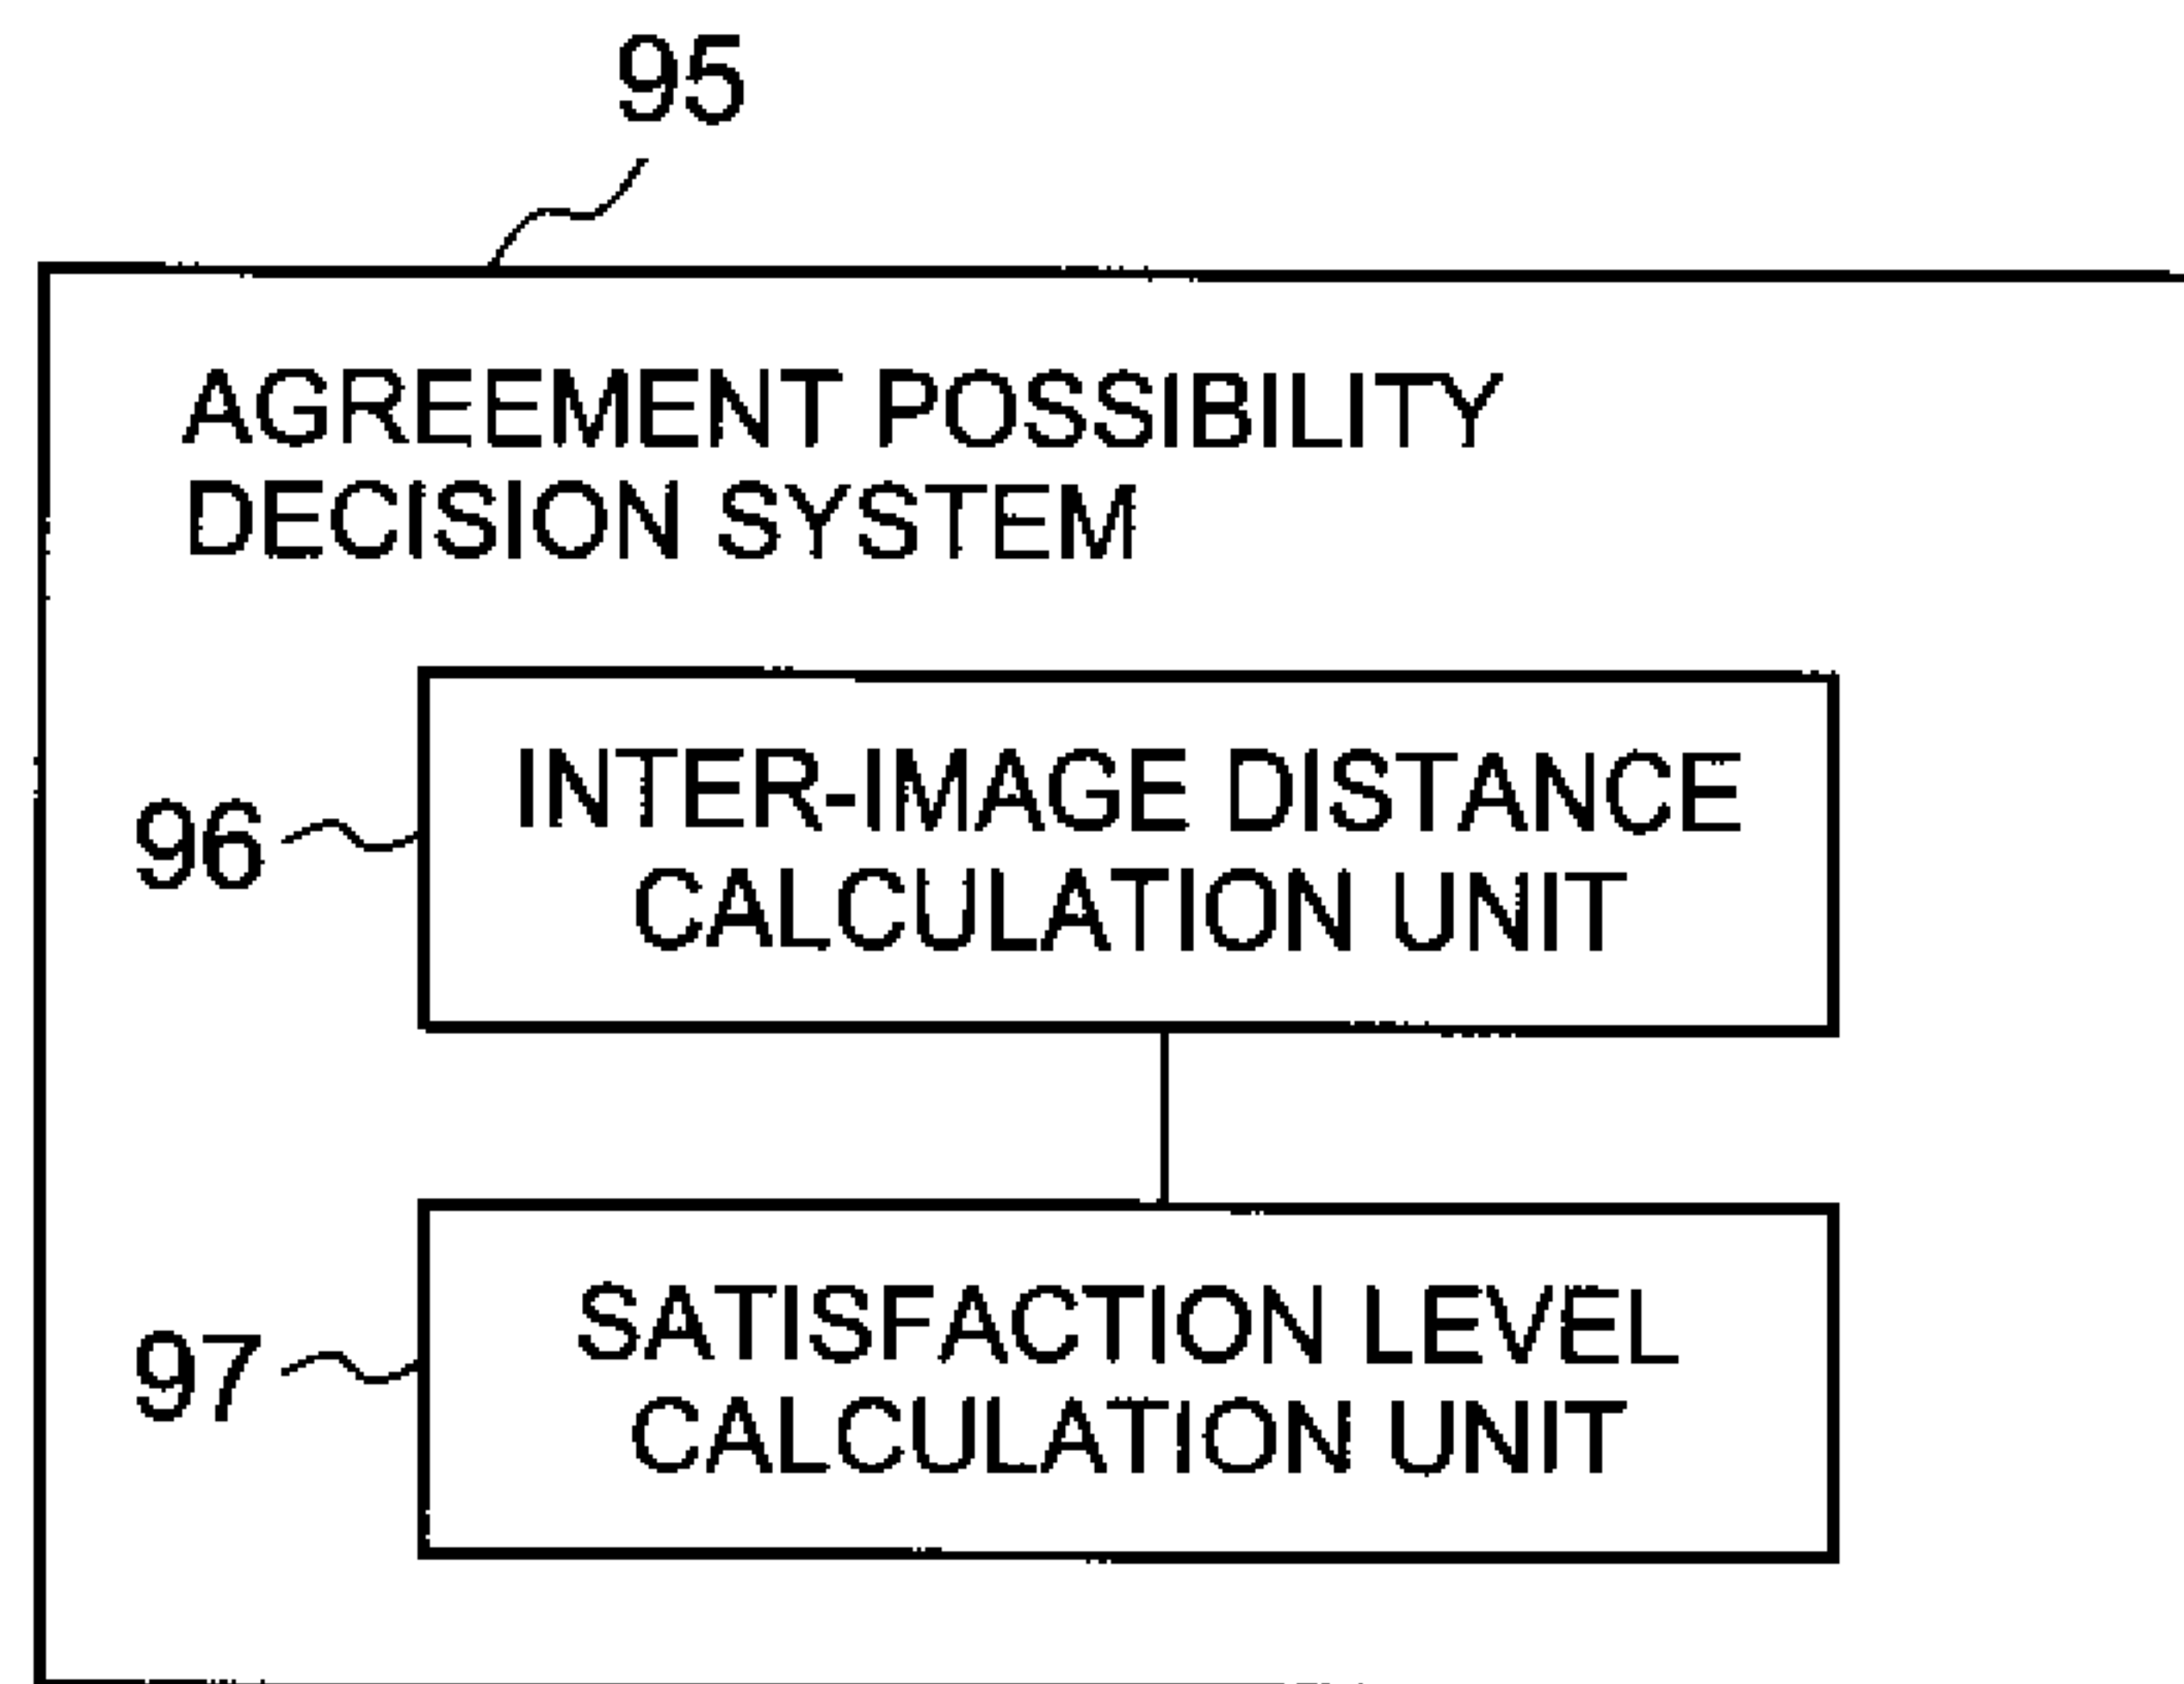 95
AGREEMENT POSSIBILITY
DECISION SYSTEM
96
INTER-IMAGE DISTANCE
CALCULATION UNIT
97
SATISFACTION LEVEL
CALCULATION UNIT